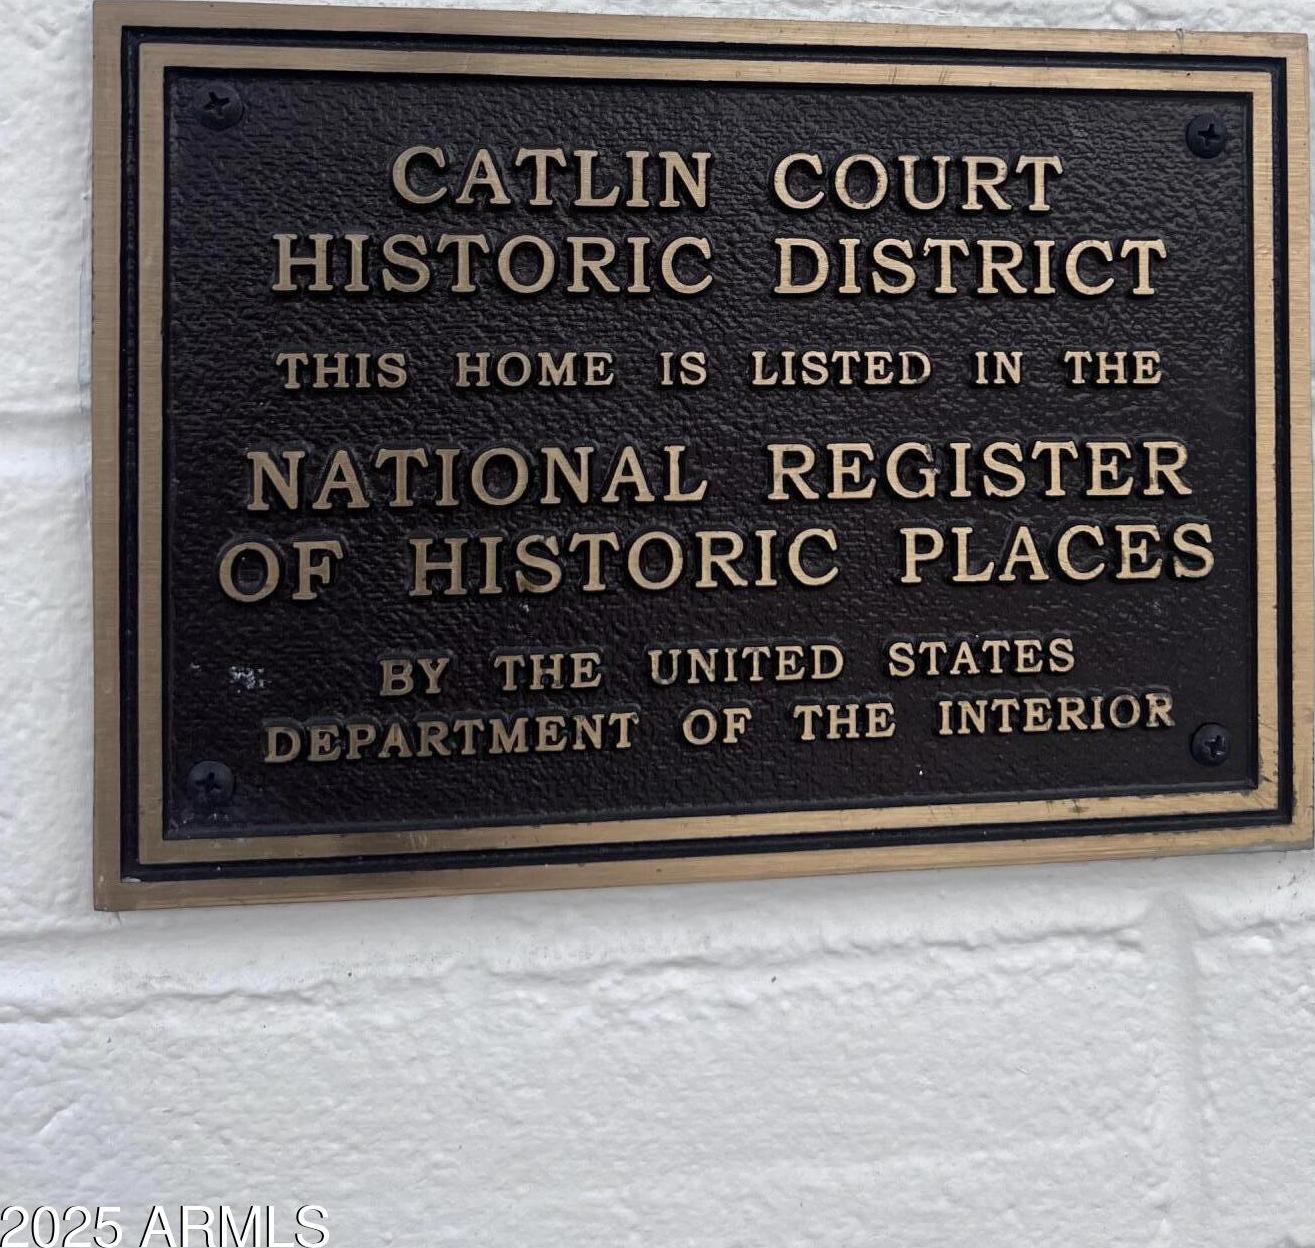 CATLIN COURT
HISTORIC DISTRICT
THIS HOME IS LISTED IN THE
NATIONAL REGISTER
OF HISTORIC PLACES
BY THE UNITED STATES
DEPARTMENT OF THE INTERIOR
2025 ARMLS